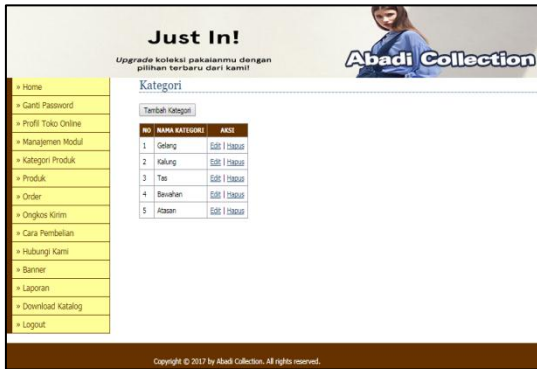 Just In!
Upgrade koleksi pakaianmu dengan
pilihan terbaru dari kami!
Abadi Collection
» Home
» Ganti Password
» Profil Toko Online
» Manajemen Modul
» Kategori Produk
» Produk
» Order
» Ongkos Kirim
» Cara Pembelian
» Hubungi Kami
» Banner
» Laporan
» Download Katalog
» Logout
Kategori
Tambah Kategori
NO NAMA KATEGORI AKSI
1 Gelang Edit | Hapus
2 Kalung Edit | Hapus
3 Tas Edit | Hapus
4 Bawahan Edit | Hapus
5 Atasan Edit | Hapus
Copyright © 2017 by Abadi Collection. All rights reserved.